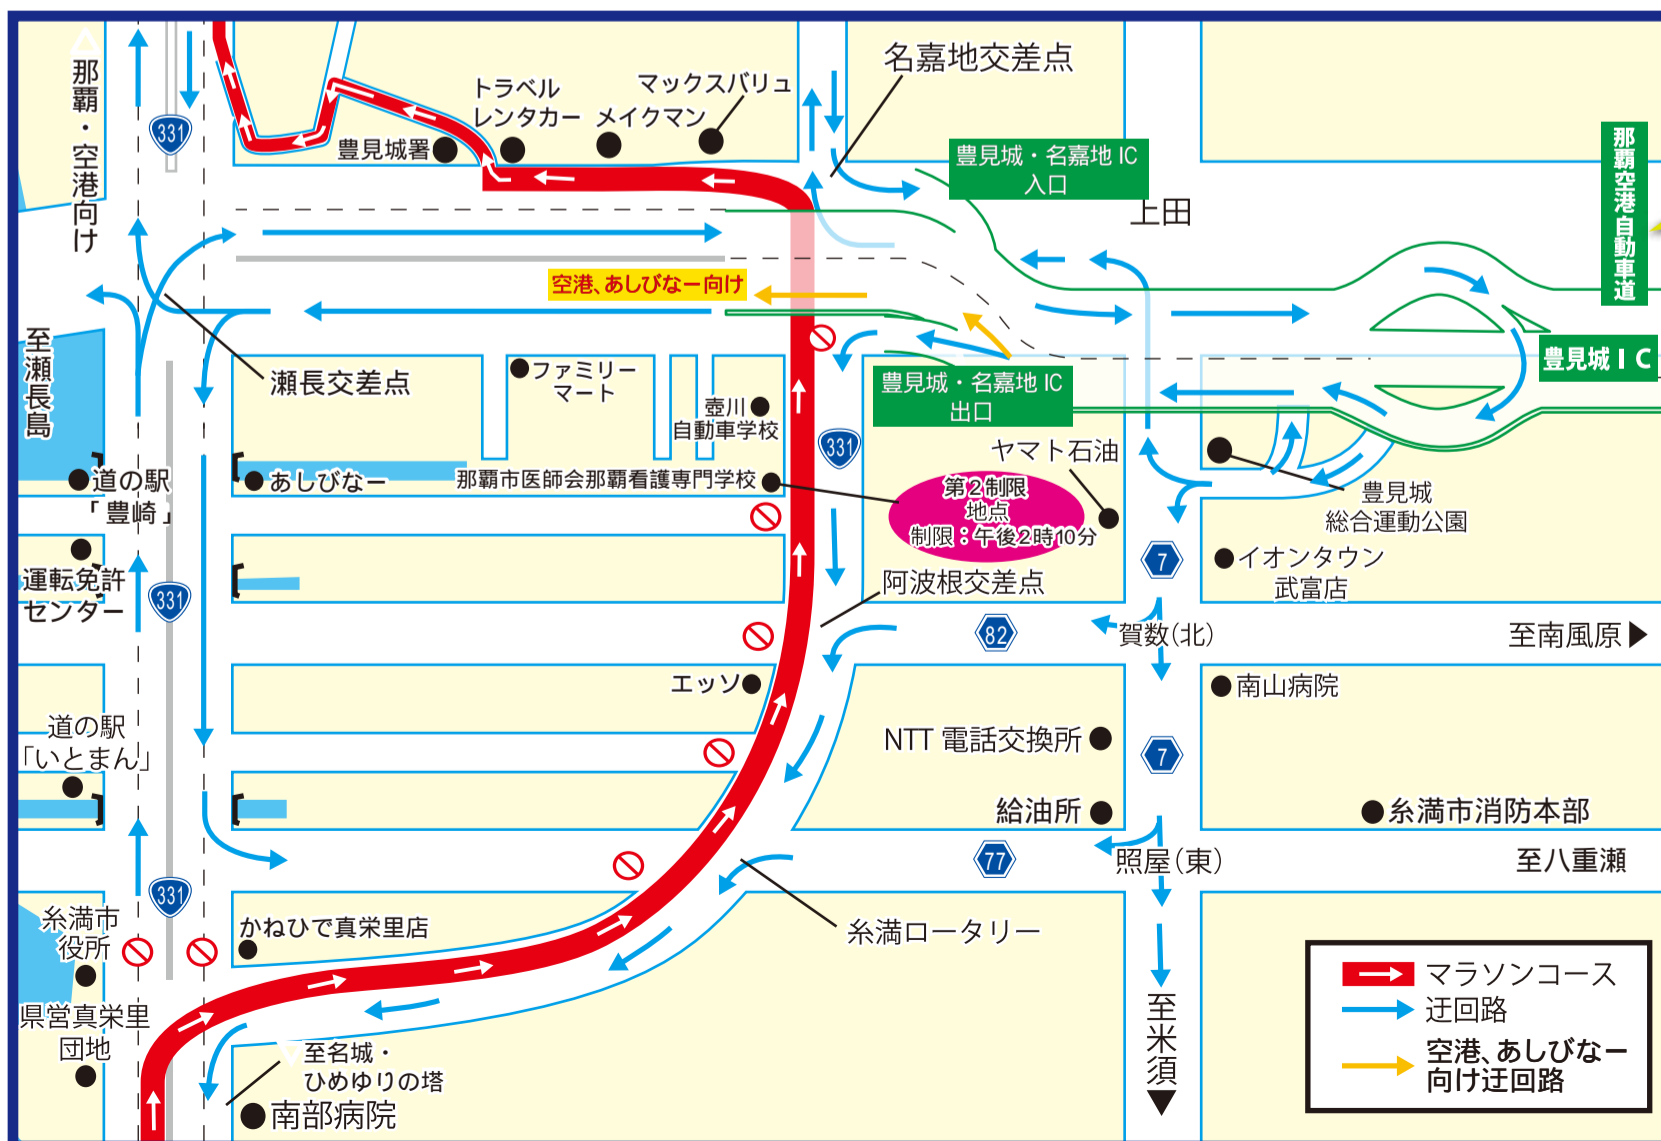 名嘉地交差点
マックスバリュ
トラベル
レンタカー
メイクマン
豊見城署
那覇・空港向け
331
豊見城・名嘉地 IC
入口
上田
那覇空港自動車道
空港、あしびなー向け
至瀬長島
瀬長交差点
ファミリー
マート
壺川
自動車学校
豊見城・名嘉地 IC
出口
豊見城 I C
331
ヤマト石油
道の駅
「豊崎」
あしびなー
那覇市医師会那覇看護専門学校
第2制限
地点
制限：午後2時10分
豊見城
総合運動公園
運転免許
センター
331
阿波根交差点
7
イオンタウン
武富店
82
賀数(北)
至南風原
エッソ
南山病院
道の駅
「いとまん」
NTT 電話交換所
7
給油所
糸満市消防本部
77
照屋(東)
至八重瀬
331
糸満市
役所
かねひで真栄里店
糸満ロータリー
県営真栄里
団地
至米須
至名城・
ひめゆりの塔
南部病院
マラソンコース
迂回路
空港、あしびなー
向け迂回路